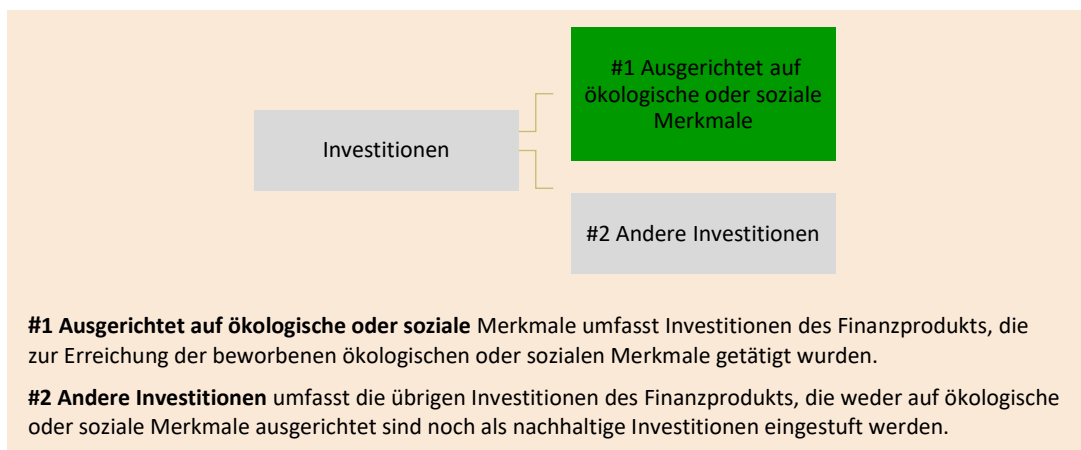 #1 Ausgerichtet auf
ökologische oder soziale
Merkmale
Investitionen
#2 Andere Investitionen
#1 Ausgerichtet auf ökologische oder soziale Merkmale umfasst Investitionen des Finanzprodukts, die
zur Erreichung der beworbenen ökologischen oder sozialen Merkmale getätigt wurden.
#2 Andere Investitionen umfasst die übrigen Investitionen des Finanzprodukts, die weder auf ökologische
oder soziale Merkmale ausgerichtet sind noch als nachhaltige Investitionen eingestuft werden.